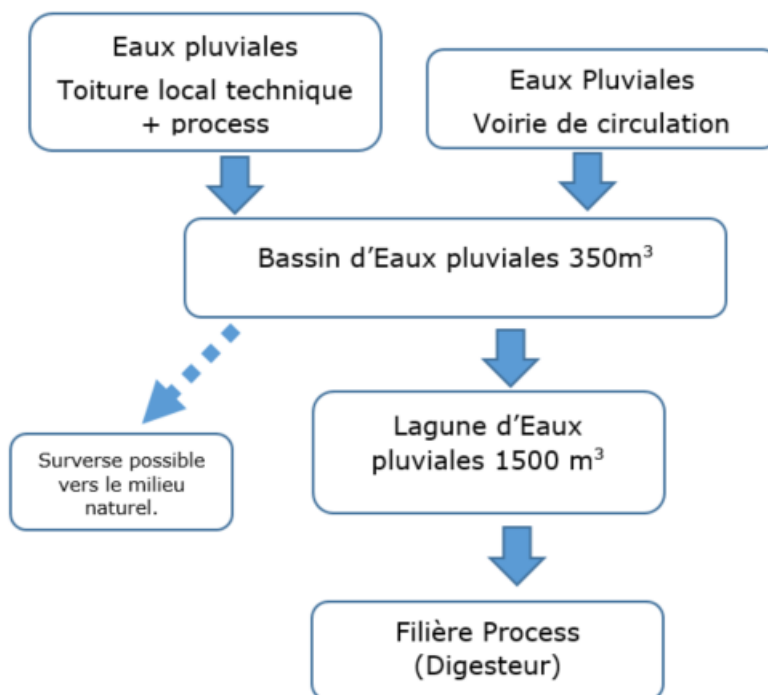 Eaux pluviales
Toiture local technique
+ process
Eaux Pluviales
Voirie de circulation
Bassin d’Eaux pluviales 350m³
Surverse possible
vers le milieu
naturel.
Lagune d’Eaux
pluviales 1500 m³
Filière Process
(Digesteur)